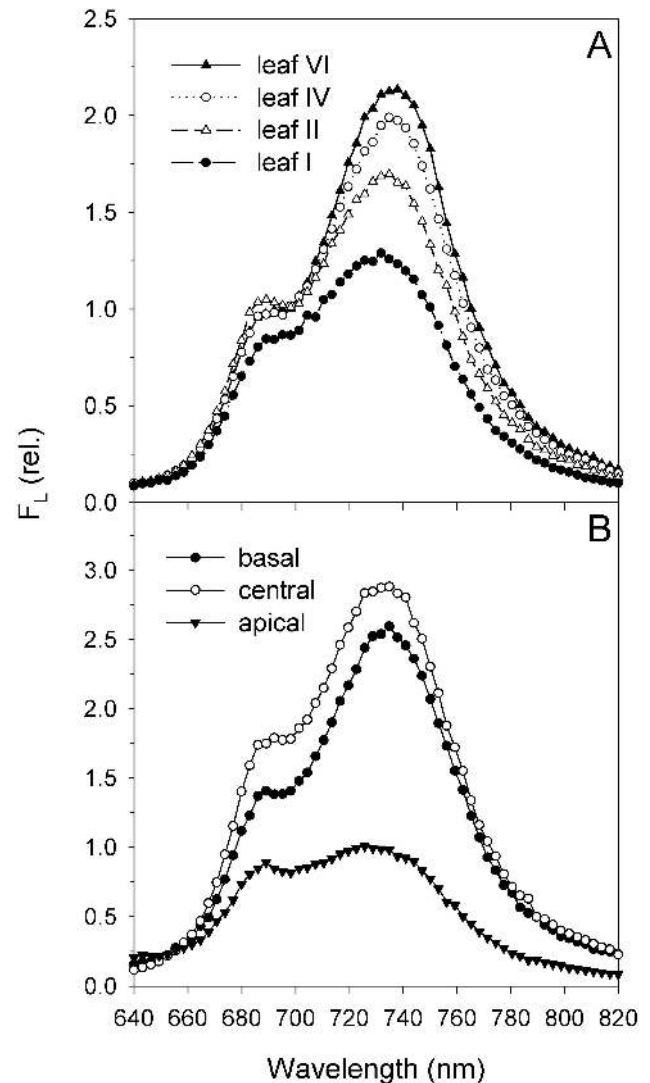 2.5
A
leaf VI
leaf IV
leaf II
leaf I
2.0
1.5
1.0
0.5
0.0
F_L (rel.)
B
basal
central
apical
3.0
2.5
2.0
1.5
1.0
0.5
0.0
640 660 680 700 720 740 760 780 800 820
Wavelength (nm)